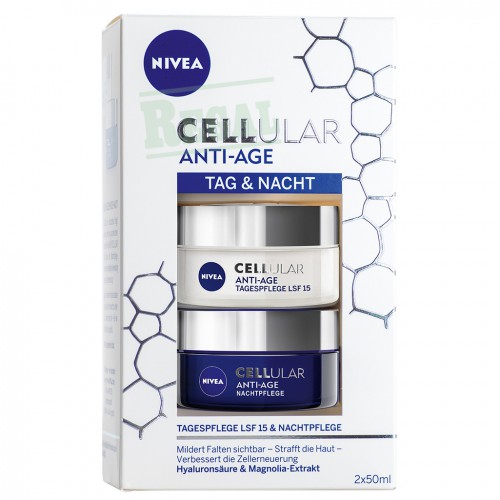 NIVEA
REGAL
CELLULAR
ANTI-AGE
TAG & NACHT
NIVEA
CELLULAR
ANTI-AGE
TAGESPFLEGE LSF 15
NIVEA
CELLULAR
ANTI-AGE
NACHTPFLEGE
TAGESPFLEGE LSF 15 & NACHTPFLEGE
Mildert Falten sichtbar – Strafft die Haut –
Verbessert die Zellerneuerung
Hyaluronsäure & Magnolia-Extrakt
2x50ml